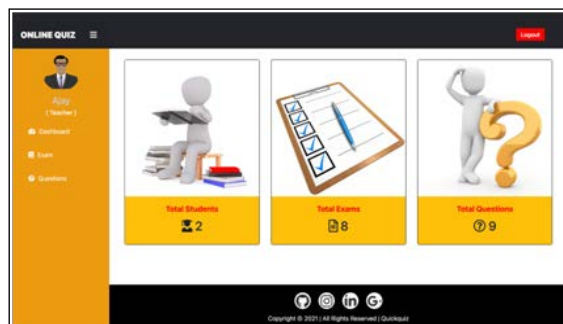 ONLINE QUIZ
Logout
Ajay
(Teacher)
Dashboard
Exam
Questions
Total Students
2
Total Exams
8
Total Questions
9
Copyright © 2021 | All Rights Reserved | Quickquiz